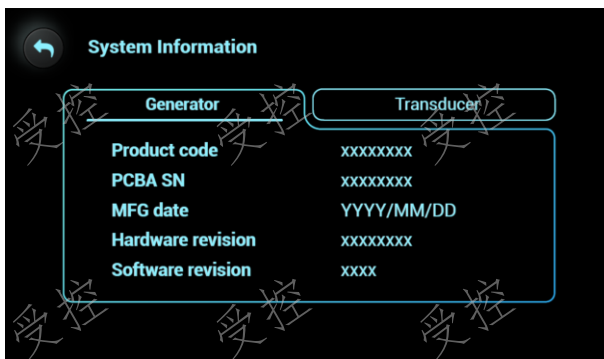 System Information
Generator
Transducer
Product code xxxxxxxx
PCBA SN xxxxxxxx
MFG date YYYY/MM/DD
Hardware revision xxxxxxxx
Software revision xxxx
受控
受控
受控
受控
受控
受控